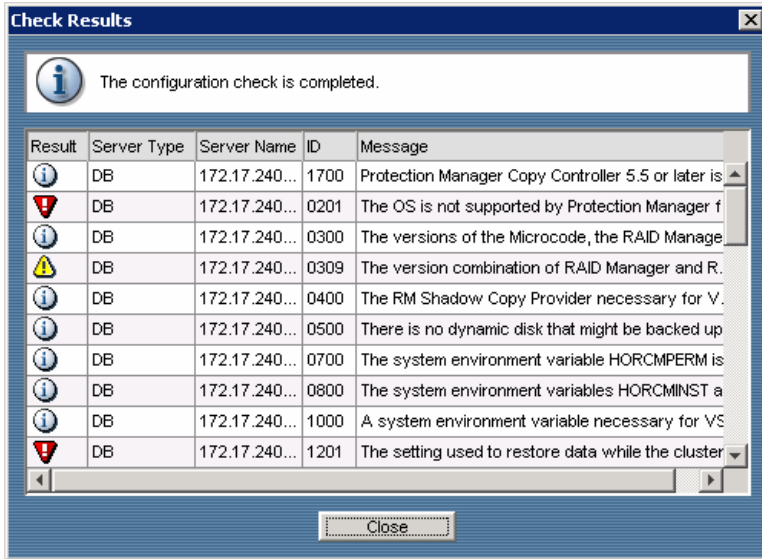 Check Results
The configuration check is completed.
Result Server Type Server Name ID Message
DB 172.17.240... 1700 Protection Manager Copy Controller 5.5 or later is
DB 172.17.240... 0201 The OS is not supported by Protection Manager f
DB 172.17.240... 0300 The versions of the Microcode, the RAID Manage
DB 172.17.240... 0309 The version combination of RAID Manager and R.
DB 172.17.240... 0400 The RM Shadow Copy Provider necessary for V.
DB 172.17.240... 0500 There is no dynamic disk that might be backed up
DB 172.17.240... 0700 The system environment variable HORCMPERM is
DB 172.17.240... 0800 The system environment variables HORCMINST a
DB 172.17.240... 1000 A system environment variable necessary for VS
DB 172.17.240... 1201 The setting used to restore data while the cluster
Close